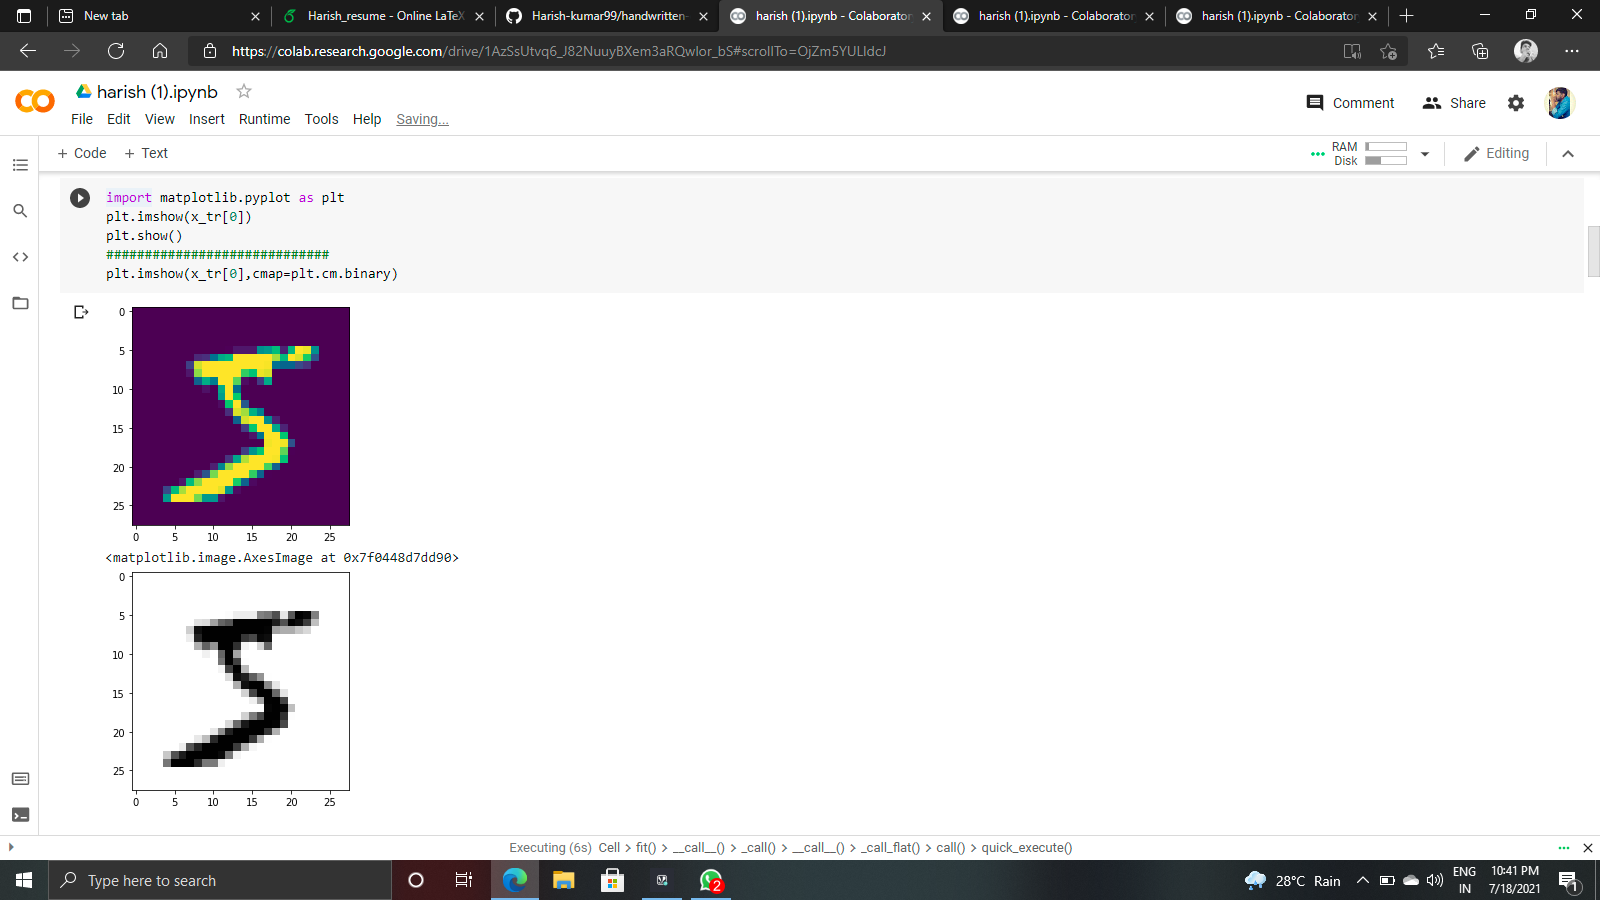 New tab
Harish_resume - Online LaTeX
Harish-kumar99/handwritten-
harish (1).ipynb - Colaborator
harish (1).ipynb - Colaborator
harish (1).ipynb - Colaborator
https://colab.research.google.com/drive/1AzSsUtvq6_J82NuuyBXem3aRQwIor_bS#scrollTo=OjZm5YULIdcJ
harish (1).ipynb
Comment
Share
File Edit View Insert Runtime Tools Help Saving...
+ Code + Text
RAM
Disk
Editing
import matplotlib.pyplot as plt
plt.imshow(x_tr[0])
plt.show()
#############################
plt.imshow(x_tr[0],cmap=plt.cm.binary)
0
5
10
15
20
25
0 5 10 15 20 25
<matplotlib.image.AxesImage at 0x7f0448d7dd90>
0
5
10
15
20
25
0 5 10 15 20 25
Executing (6s) Cell > fit() > __call__() > _call() > __call__() > _call_flat() > call() > quick_execute()
Type here to search
2
28°C Rain
ENG
IN
10:41 PM
7/18/2021
1